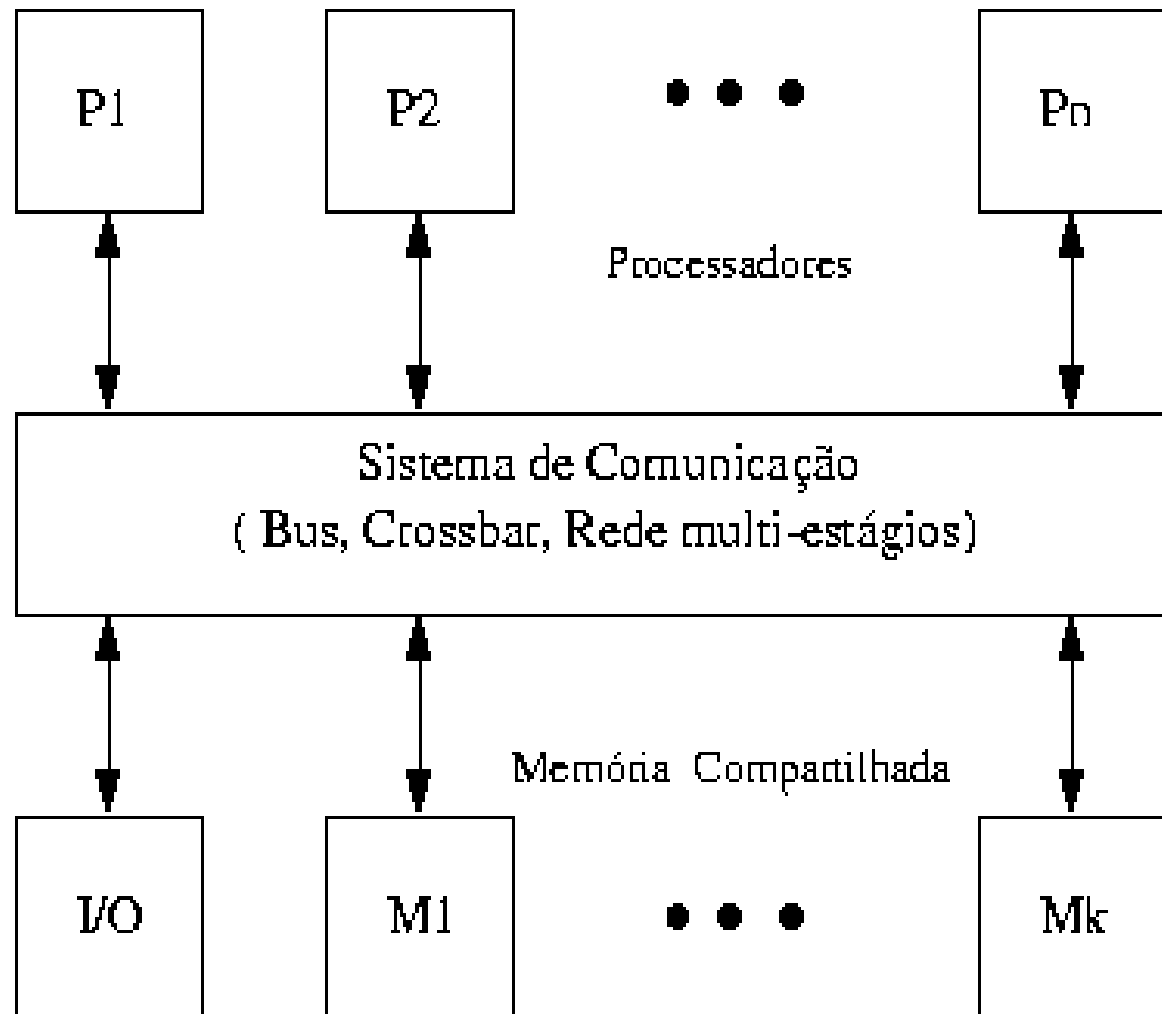 P1
P2
Pn
Processadores
Sistema de Comunicação
( Bus, Crossbar, Rede multi-estágios)
Memória Compartilhada
I/O
M1
Mk